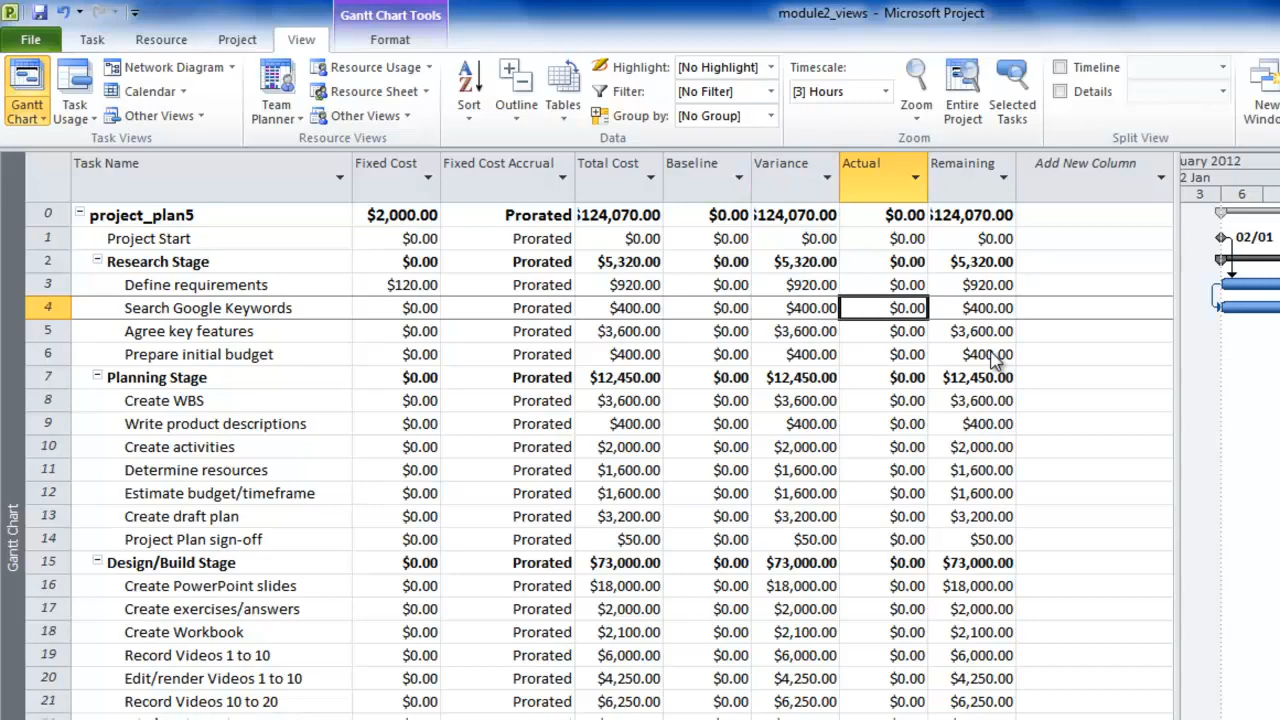 module2_views - Microsoft Project
Gantt Chart Tools
File Task Resource Project View Format
Gantt Chart
Task Usage
Network Diagram
Calendar
Other Views
Task Views
Team Planner
Resource Usage
Resource Sheet
Other Views
Resource Views
Sort
Outline
Tables
Highlight: [No Highlight]
Filter: [No Filter]
Group by: [No Group]
Data
Timescale:
[3] Hours
Zoom
Entire Project
Selected Tasks
Zoom
Timeline
Details
Split View
New Windo
Task Name Fixed Cost Fixed Cost Accrual Total Cost Baseline Variance Actual Remaining Add New Column
uary 2012
2 Jan
3 6
0 project_plan5 $2,000.00 Prorated $124,070.00 $0.00 $124,070.00 $0.00 $124,070.00
1 Project Start $0.00 Prorated $0.00 $0.00 $0.00 $0.00 $0.00 02/01
2 Research Stage $0.00 Prorated $5,320.00 $0.00 $5,320.00 $0.00 $5,320.00
3 Define requirements $120.00 Prorated $920.00 $0.00 $920.00 $0.00 $920.00
4 Search Google Keywords $0.00 Prorated $400.00 $0.00 $400.00 $0.00 $400.00
5 Agree key features $0.00 Prorated $3,600.00 $0.00 $3,600.00 $0.00 $3,600.00
6 Prepare initial budget $0.00 Prorated $400.00 $0.00 $400.00 $0.00 $400.00
7 Planning Stage $0.00 Prorated $12,450.00 $0.00 $12,450.00 $0.00 $12,450.00
8 Create WBS $0.00 Prorated $3,600.00 $0.00 $3,600.00 $0.00 $3,600.00
9 Write product descriptions $0.00 Prorated $400.00 $0.00 $400.00 $0.00 $400.00
10 Create activities $0.00 Prorated $2,000.00 $0.00 $2,000.00 $0.00 $2,000.00
11 Determine resources $0.00 Prorated $1,600.00 $0.00 $1,600.00 $0.00 $1,600.00
12 Estimate budget/timeframe $0.00 Prorated $1,600.00 $0.00 $1,600.00 $0.00 $1,600.00
13 Create draft plan $0.00 Prorated $3,200.00 $0.00 $3,200.00 $0.00 $3,200.00
14 Project Plan sign-off $0.00 Prorated $50.00 $0.00 $50.00 $0.00 $50.00
15 Design/Build Stage $0.00 Prorated $73,000.00 $0.00 $73,000.00 $0.00 $73,000.00
16 Create PowerPoint slides $0.00 Prorated $18,000.00 $0.00 $18,000.00 $0.00 $18,000.00
17 Create exercises/answers $0.00 Prorated $2,000.00 $0.00 $2,000.00 $0.00 $2,000.00
18 Create Workbook $0.00 Prorated $2,100.00 $0.00 $2,100.00 $0.00 $2,100.00
19 Record Videos 1 to 10 $0.00 Prorated $6,000.00 $0.00 $6,000.00 $0.00 $6,000.00
20 Edit/render Videos 1 to 10 $0.00 Prorated $4,250.00 $0.00 $4,250.00 $0.00 $4,250.00
21 Record Videos 10 to 20 $0.00 Prorated $6,250.00 $0.00 $6,250.00 $0.00 $6,250.00
Gantt Chart